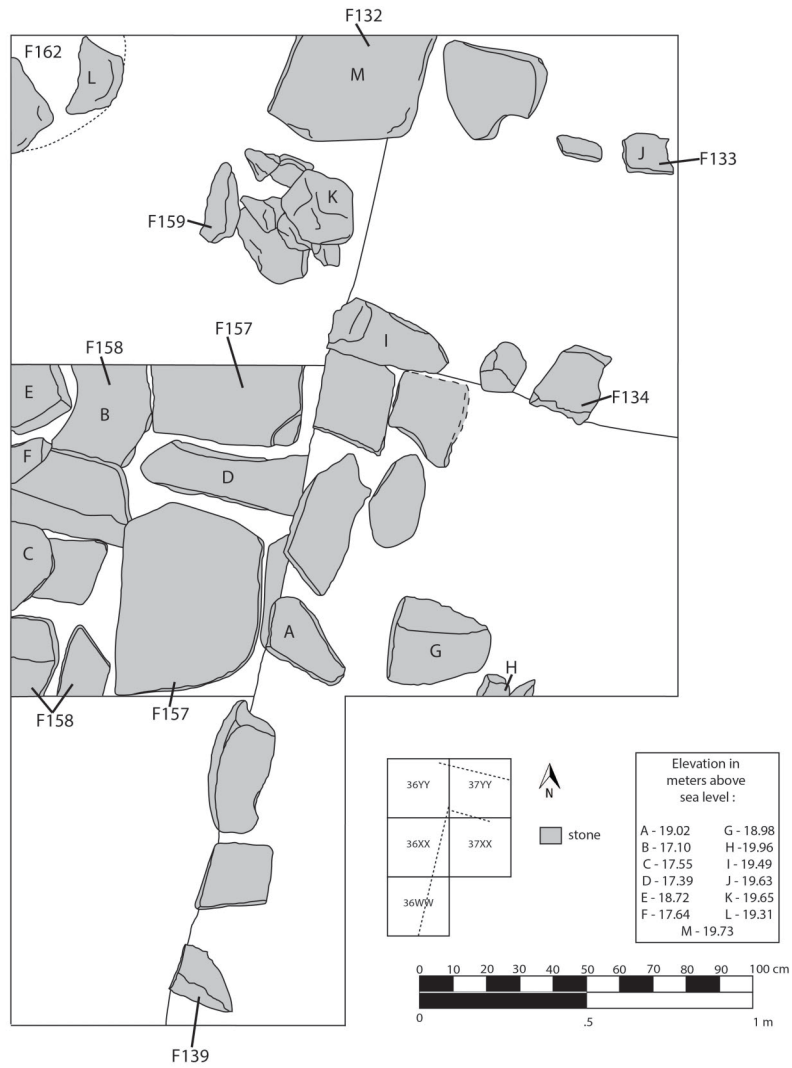 F132
F162
L
M
J
F133
K
F159
F157
F158
I
E
B
F134
F
D
C
A
G
H
F158
F157
36YY 37YY
36XX 37XX
36WW
N
stone
Elevation in
meters above
sea level :
A - 19.02 G - 18.98
B - 17.10 H -19.96
C - 17.55 I - 19.49
D - 17.39 J - 19.63
E - 18.72 K - 19.65
F - 17.64 L - 19.31
M - 19.73
0 10 20 30 40 50 60 70 80 90 100 cm
0 .5 1 m
F139